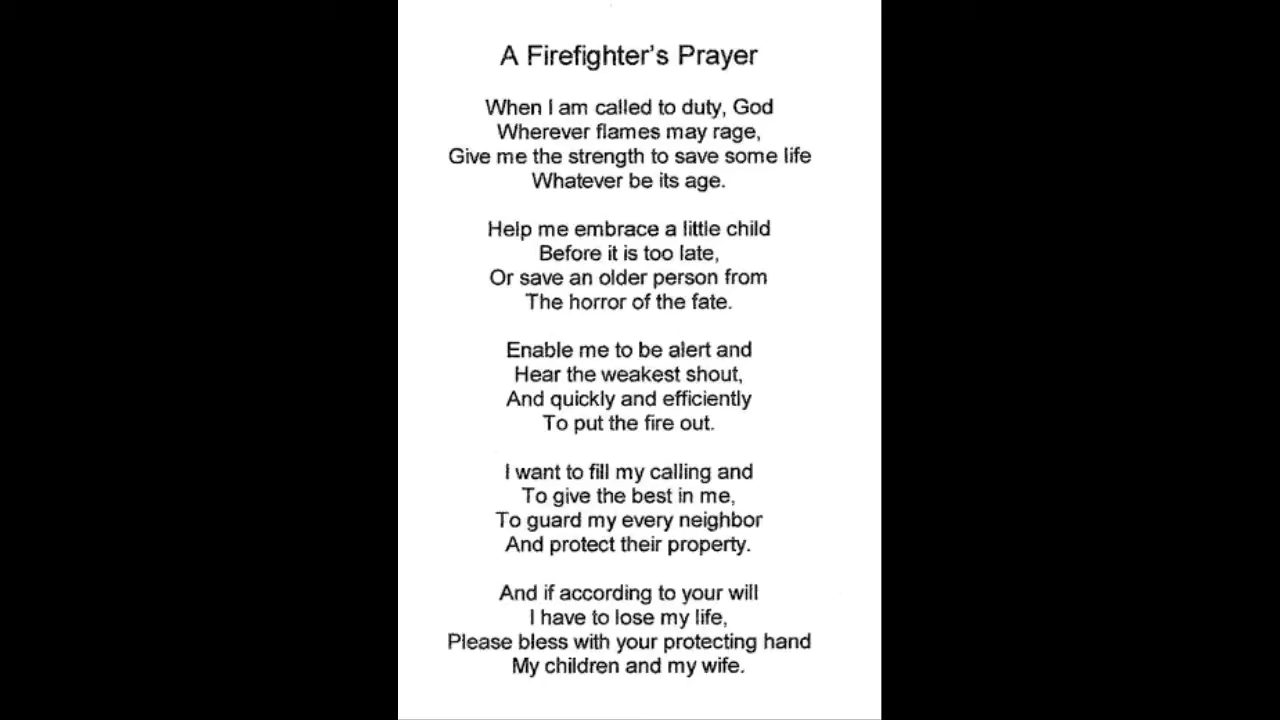 A Firefighter's Prayer
When I am called to duty, God
Wherever flames may rage,
Give me the strength to save some life
Whatever be its age.
Help me embrace a little child
Before it is too late,
Or save an older person from
The horror of the fate.
Enable me to be alert and
Hear the weakest shout,
And quickly and efficiently
To put the fire out.
I want to fill my calling and
To give the best in me,
To guard my every neighbor
And protect their property.
And if according to your will
I have to lose my life,
Please bless with your protecting hand
My children and my wife.